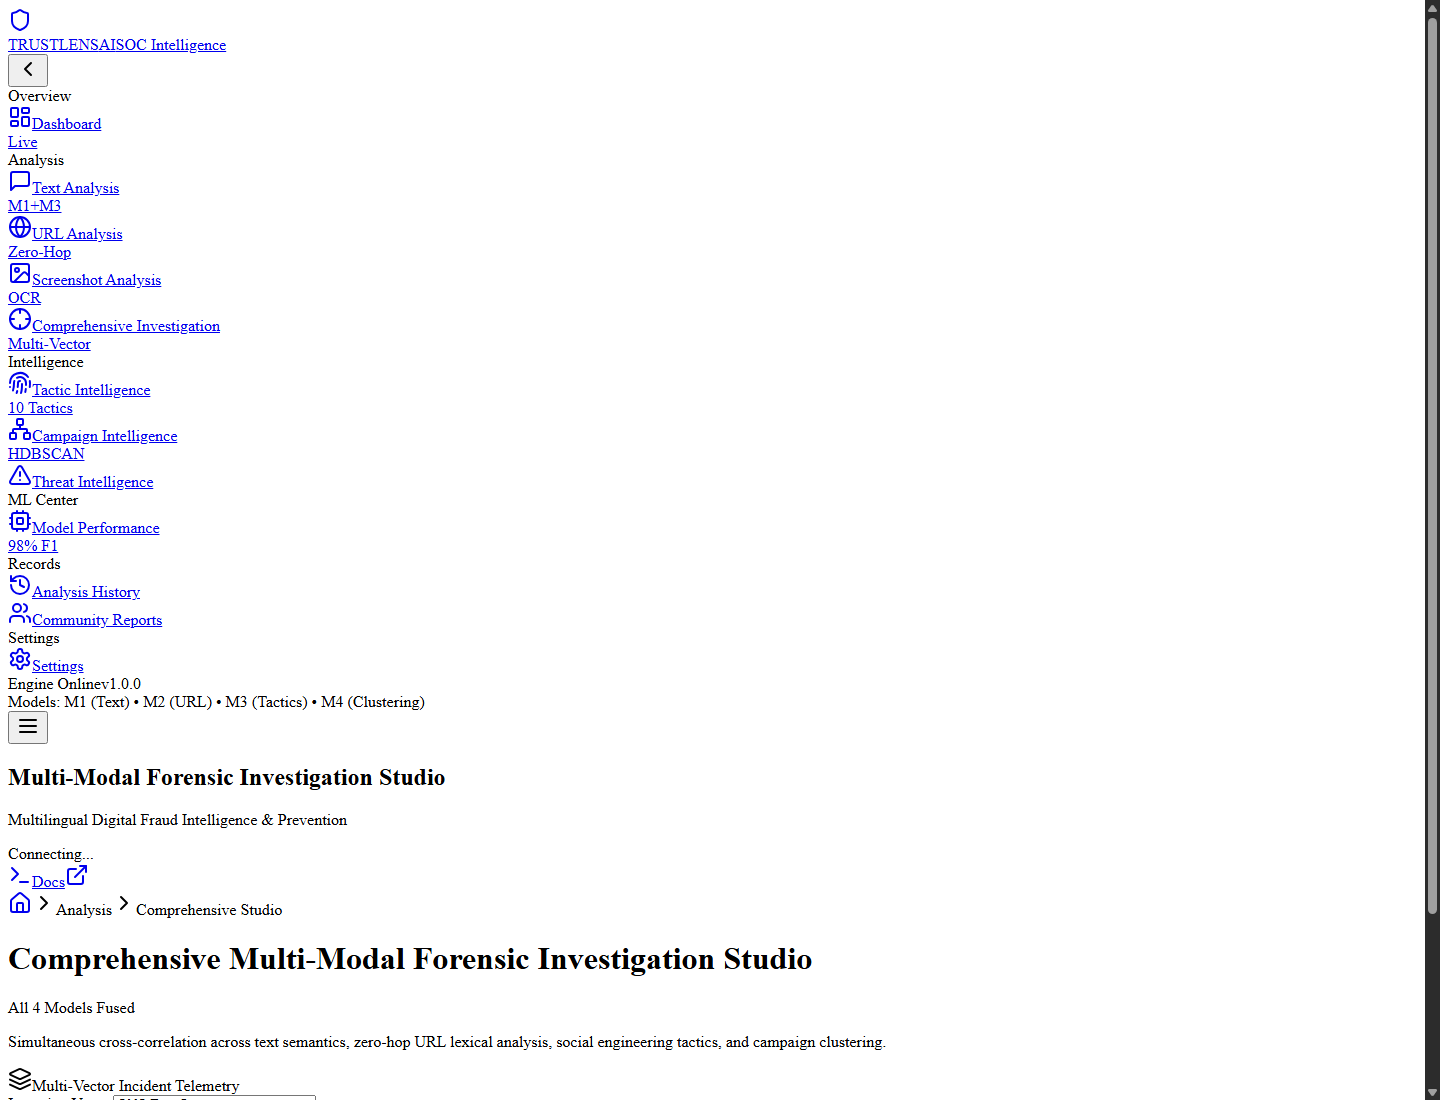 TRUSTLENSAISOC Intelligence
Overview
Dashboard
Live
Analysis
Text Analysis
M1+M3
URL Analysis
Zero-Hop
Screenshot Analysis
OCR
Comprehensive Investigation
Multi-Vector
Intelligence
Tactic Intelligence
10 Tactics
Campaign Intelligence
HDBSCAN
Threat Intelligence
ML Center
Model Performance
98% F1
Records
Analysis History
Community Reports
Settings
Settings
Engine Onlinev1.0.0
Models: M1 (Text) • M2 (URL) • M3 (Tactics) • M4 (Clustering)
Multi-Modal Forensic Investigation Studio
Multilingual Digital Fraud Intelligence & Prevention
Connecting...
Docs
Analysis Comprehensive Studio
Comprehensive Multi-Modal Forensic Investigation Studio
All 4 Models Fused
Simultaneous cross-correlation across text semantics, zero-hop URL lexical analysis, social engineering tactics, and campaign clustering.
Multi-Vector Incident Telemetry